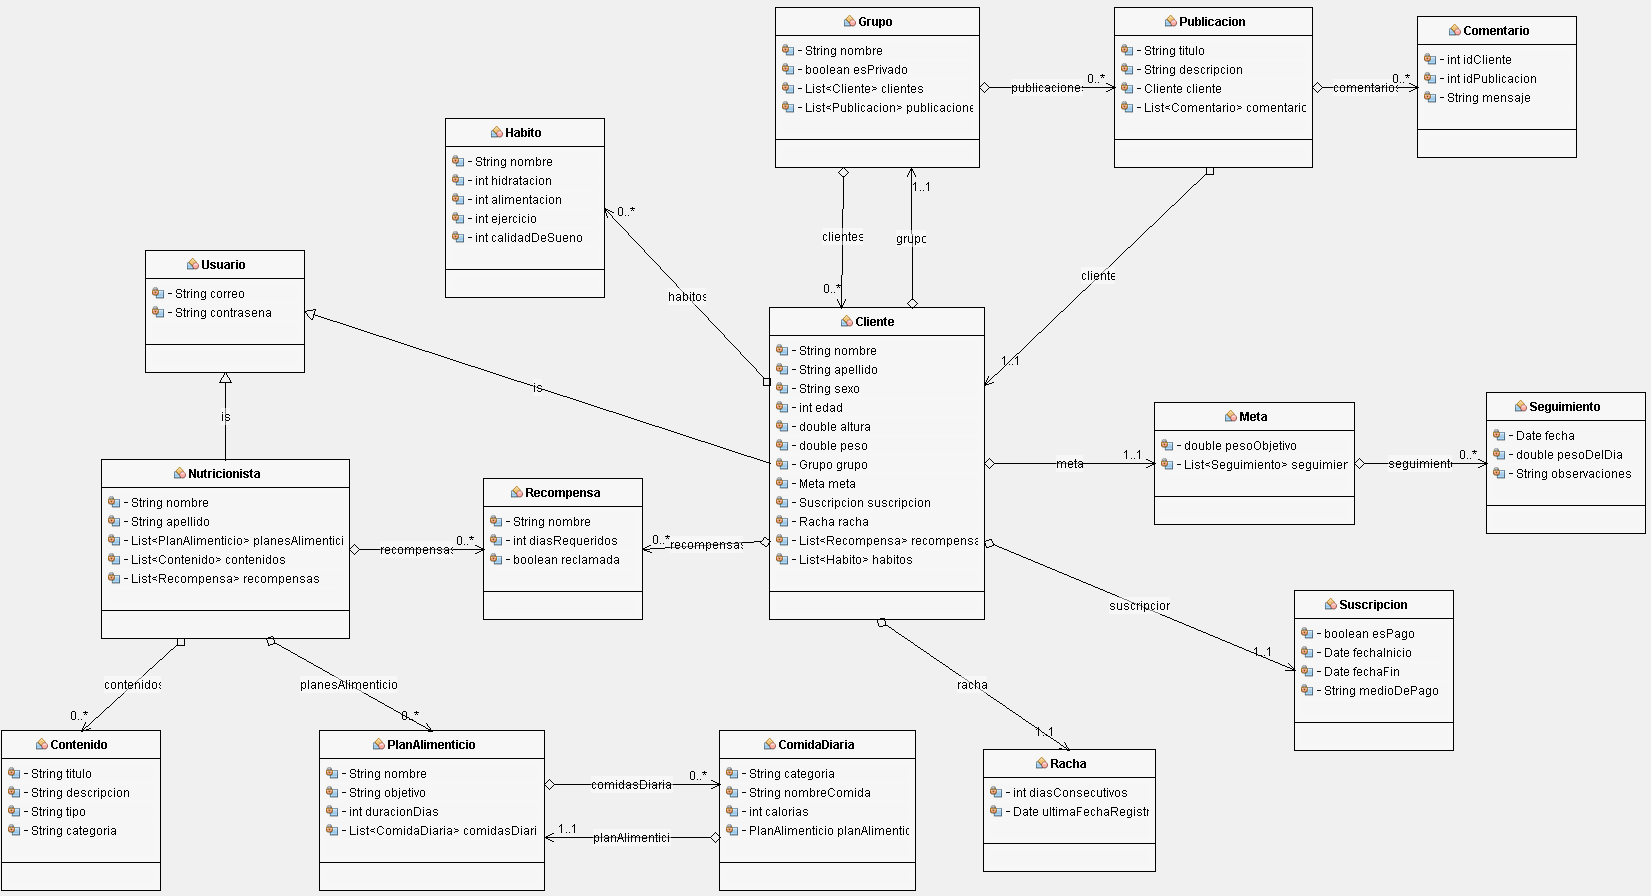 Grupo
- String nombre
- boolean esPrivado
- List<Cliente> clientes
- List<Publicacion> publicacione
publicacione
0..*
Publicacion
- String titulo
- String descripcion
- Cliente cliente
- List<Comentario> comentario
comentario
0..*
Comentario
- int idCliente
- int idPublicacion
- String mensaje
Habito
- String nombre
- int hidratacion
- int alimentacion
- int ejercicio
- int calidadDeSueno
0..*
habitos
clientes
0..*
1..1
grupo
cliente
1..1
Usuario
- String correo
- String contrasena
is
is
Cliente
- String nombre
- String apellido
- String sexo
- int edad
- double altura
- double peso
- Grupo grupo
- Meta meta
- Suscripcion suscripcion
- Racha racha
- List<Recompensa> recompensa
- List<Habito> habitos
meta
1..1
Meta
- double pesoObjetivo
- List<Seguimiento> seguimier
seguimient
0..*
Seguimiento
- Date fecha
- double pesoDelDia
- String observaciones
Nutricionista
- String nombre
- String apellido
- List<PlanAlimenticio> planesAlimentici
- List<Contenido> contenidos
- List<Recompensa> recompensas
recompensas
0..*
Recompensa
- String nombre
- int diasRequeridos
- boolean reclamada
0..*
recompensas
suscripcior
1..1
Suscripcion
- boolean esPago
- Date fechaInicio
- Date fechaFin
- String medioDePago
contenidos
0..*
planesAlimenticio
0..*
racha
1..1
Contenido
- String titulo
- String descripcion
- String tipo
- String categoria
PlanAlimenticio
- String nombre
- String objetivo
- int duracionDias
- List<ComidaDiaria> comidasDiari
comidasDiaria
0..*
1..1
planAlimentici
ComidaDiaria
- String categoria
- String nombreComida
- int calorias
- PlanAlimenticio planAlimentic
Racha
- int diasConsecutivos
- Date ultimaFechaRegistr